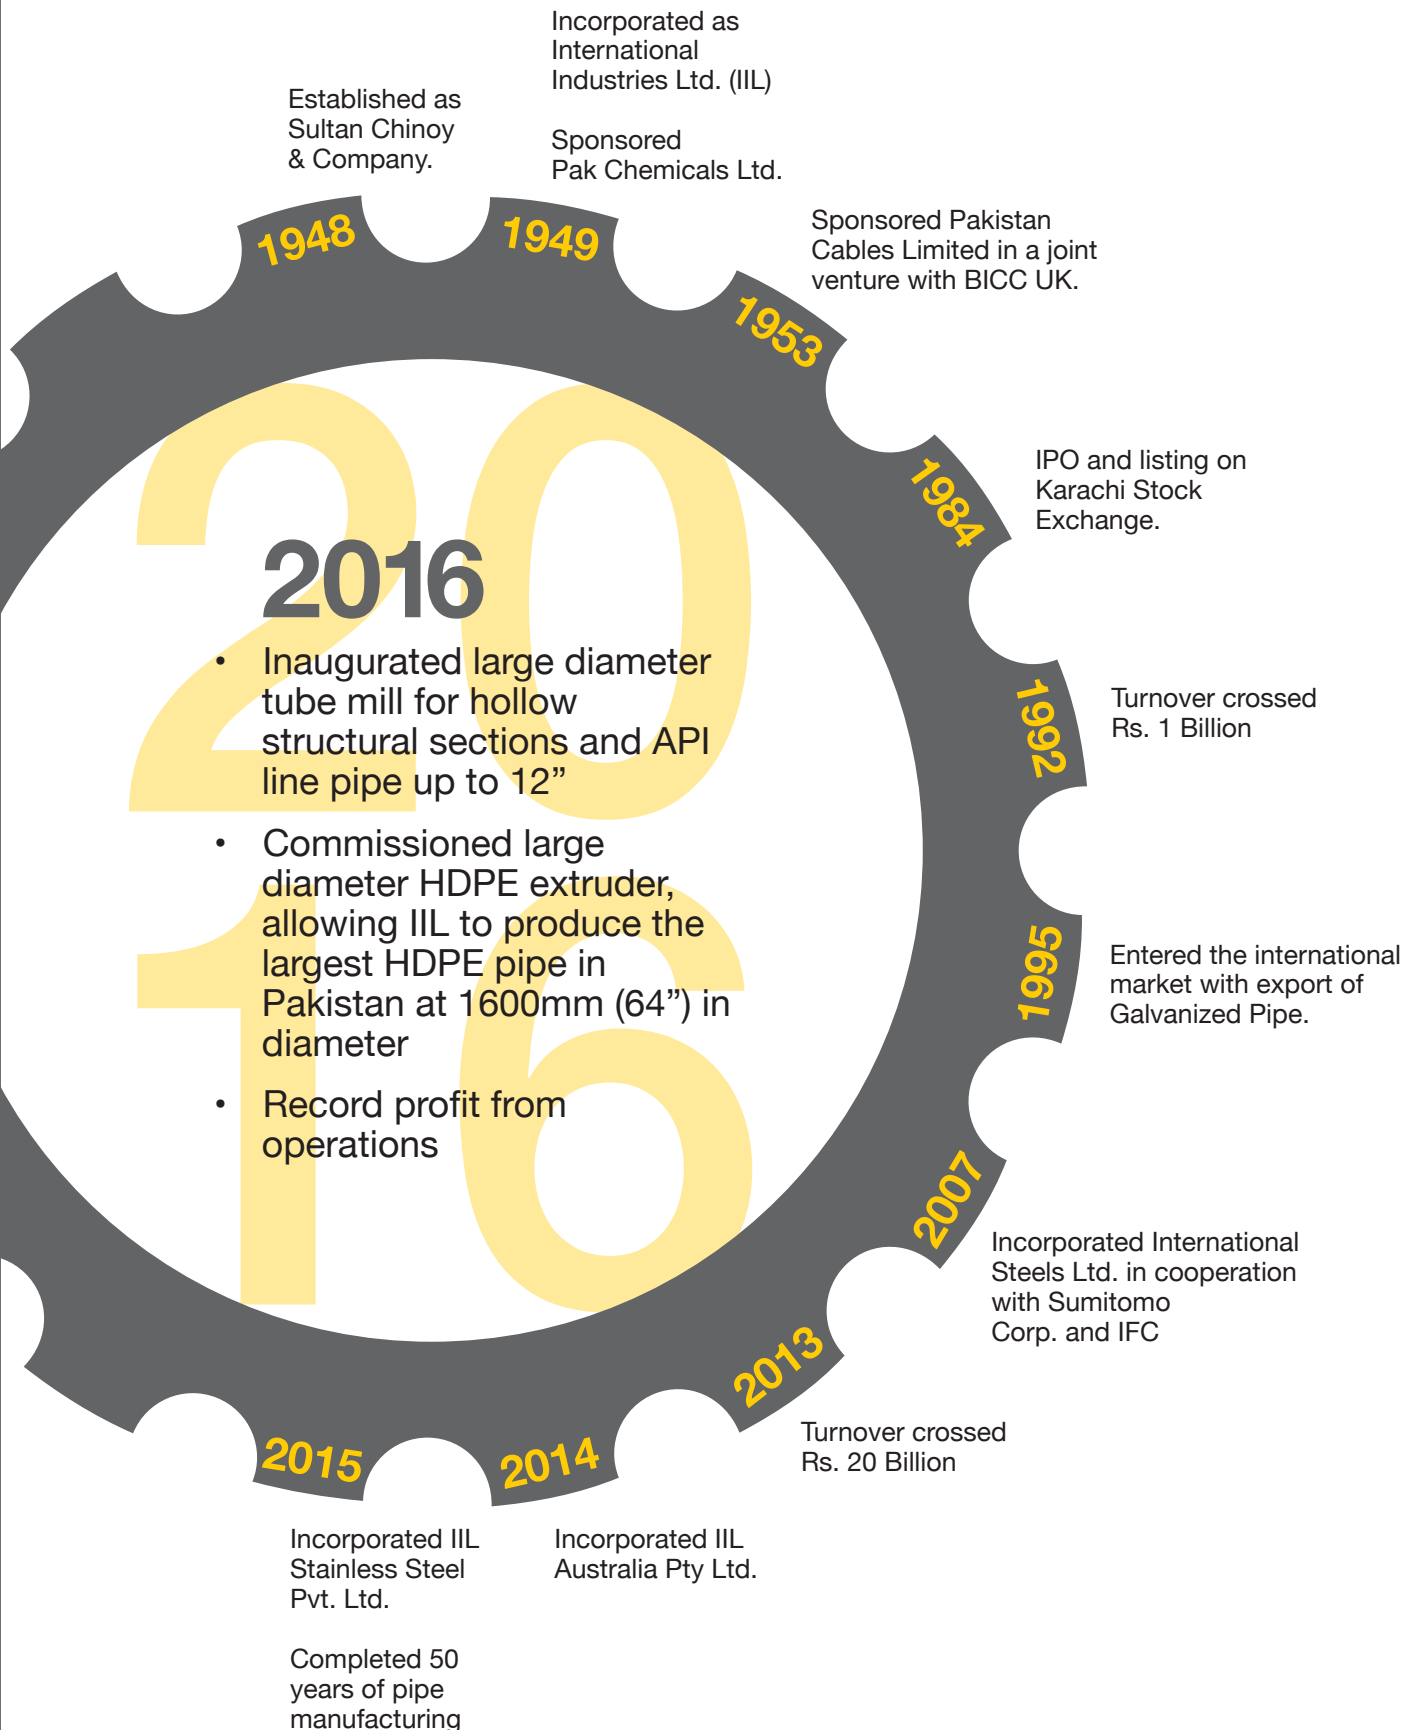 Established as
Sultan Chinoy
& Company.
1948
Incorporated as
International
Industries Ltd. (IIL)
Sponsored
Pak Chemicals Ltd.
1949
Sponsored Pakistan
Cables Limited in a joint
venture with BICC UK.
1953
IPO and listing on
Karachi Stock
Exchange.
1984
Turnover crossed
Rs. 1 Billion
1992
Entered the international
market with export of
Galvanized Pipe.
1995
Incorporated International
Steels Ltd. in cooperation
with Sumitomo
Corp. and IFC
2007
Turnover crossed
Rs. 20 Billion
2013
2014
Incorporated IIL
Australia Pty Ltd.
2015
Incorporated IIL
Stainless Steel
Pvt. Ltd.
Completed 50
years of pipe
manufacturing
20
16
2016
• Inaugurated large diameter
tube mill for hollow
structural sections and API
line pipe up to 12”
• Commissioned large
diameter HDPE extruder,
allowing IIL to produce the
largest HDPE pipe in
Pakistan at 1600mm (64”) in
diameter
• Record profit from
operations